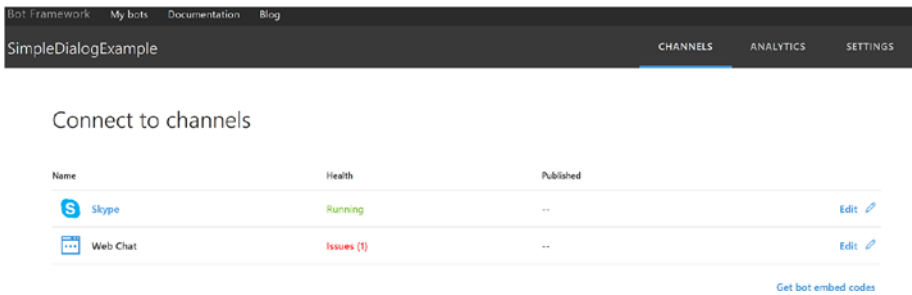 Bot Framework My bots Documentation Blog
SimpleDialogExample CHANNELS ANALYTICS SETTINGS
Connect to channels
Name Health Published
Skype Running -- Edit
Web Chat Issues (1) -- Edit
Get bot embed codes